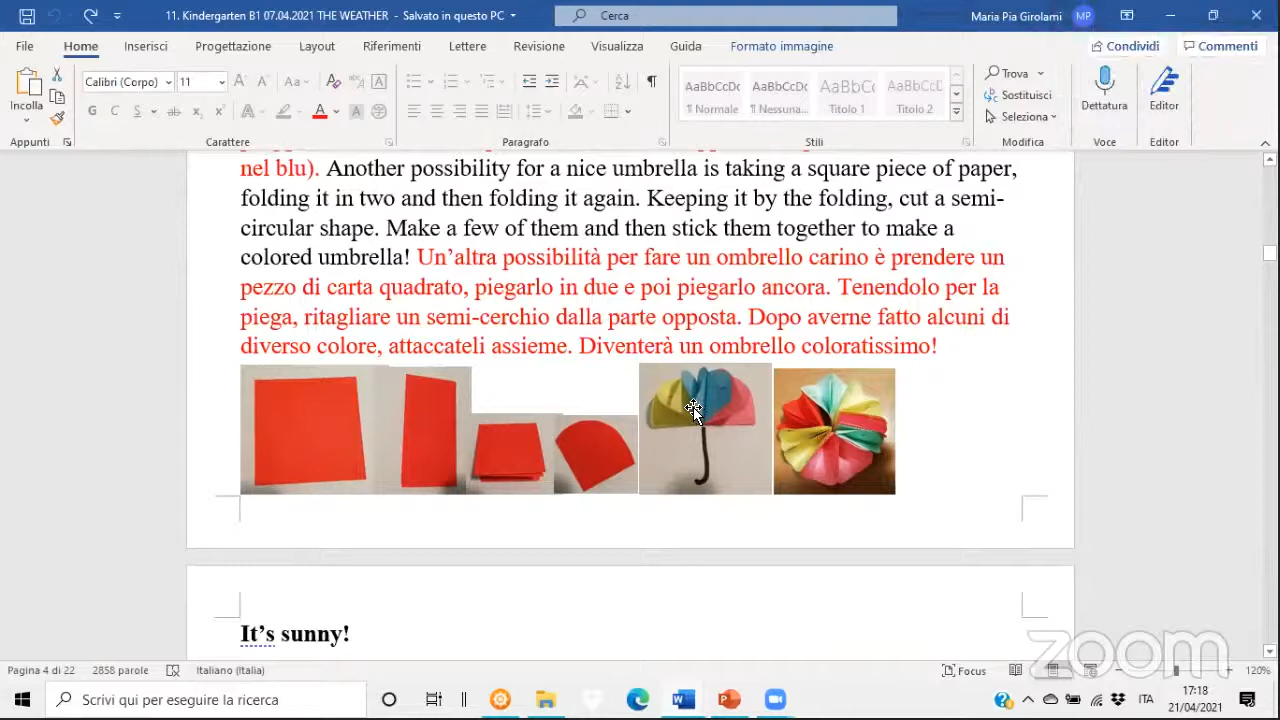 11. Kindergarten B1 07.04.2021 THE WEATHER - Salvato in questo PC
Cerca
Maria Pia Girolami MP
File Home Inserisci Progettazione Layout Riferimenti Lettere Revisione Visualizza Guida Formato immagine
Condividi Commenti
Incolla
Calibri (Corpo) 11
AaBbCcDc AaBbCcDc AaBbCc AaBbCcD
¶ Normale ¶ Nessuna... Titolo 1 Titolo 2
Trova
Sostituisci
Seleziona
Dettatura
Editor
Appunti Carattere Paragrafo Stili Modifica Voce Editor
nel blu). Another possibility for a nice umbrella is taking a square piece of paper,
folding it in two and then folding it again. Keeping it by the folding, cut a semi-
circular shape. Make a few of them and then stick them together to make a
colored umbrella! Un’altra possibilità per fare un ombrello carino è prendere un
pezzo di carta quadrato, piegarlo in due e poi piegarlo ancora. Tenendolo per la
piega, ritagliare un semi-cerchio dalla parte opposta. Dopo averne fatto alcuni di
diverso colore, attaccateli assieme. Diventerà un ombrello coloratissimo!
It’s sunny!
zoom
Pagina 4 di 22 2858 parole Italiano (Italia) Focus 120%
Scrivi qui per eseguire la ricerca
ITA
17:18
21/04/2021